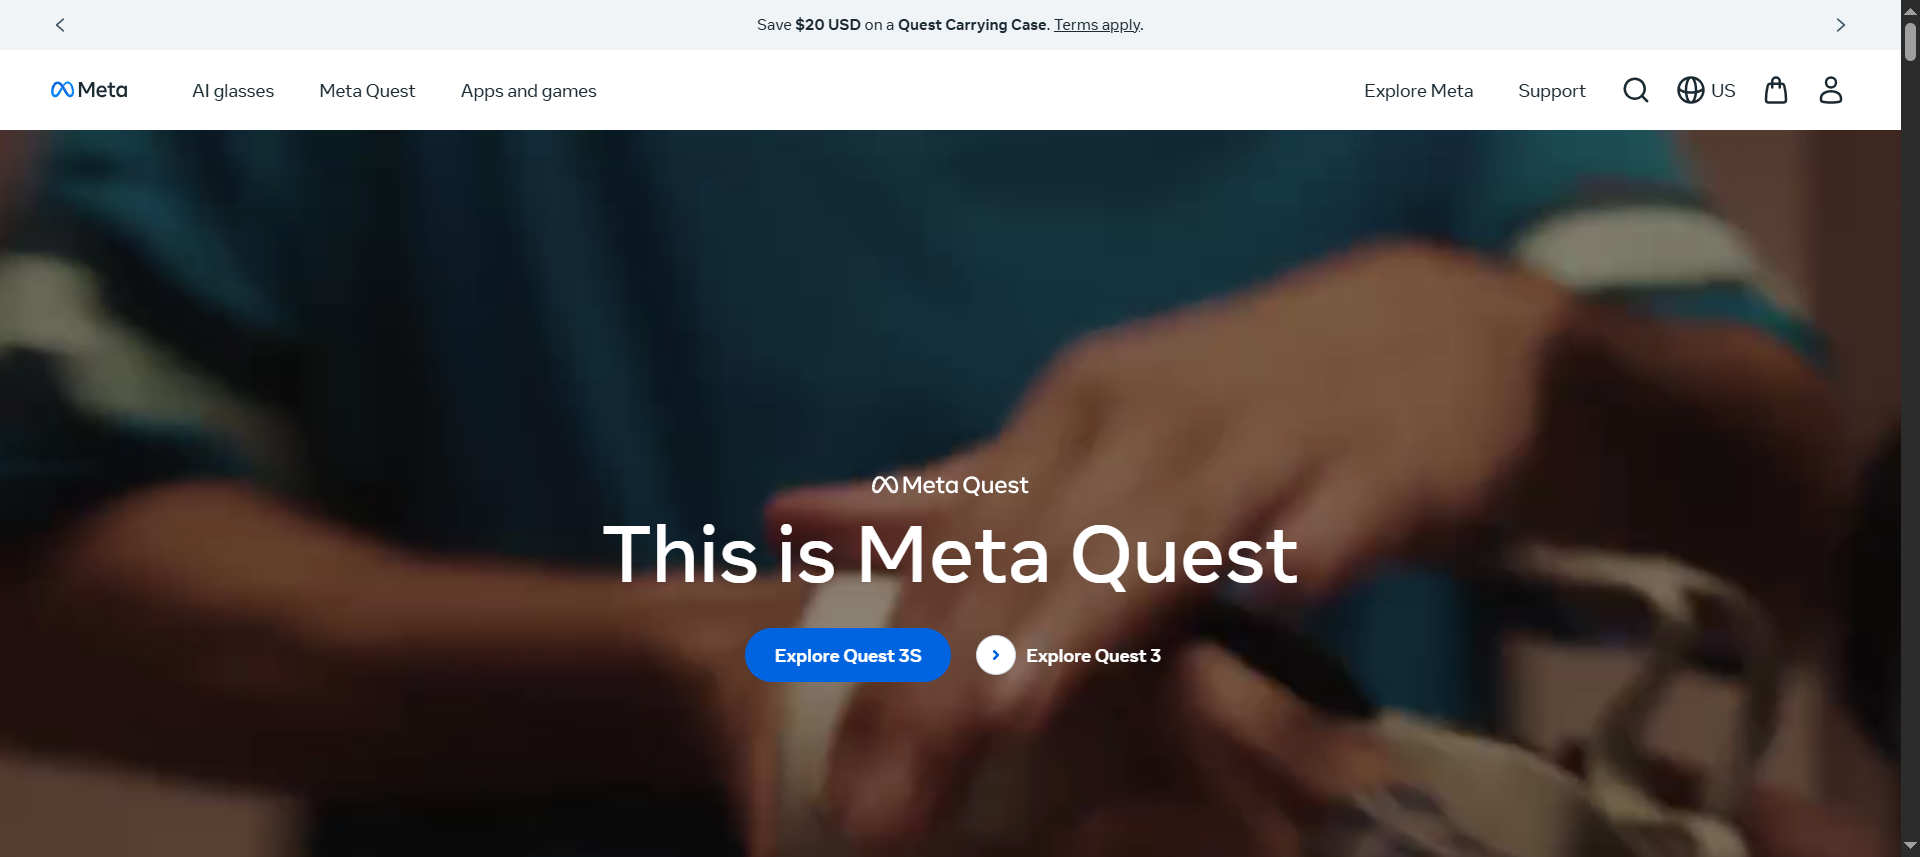 Save $20 USD on a Quest Carrying Case. Terms apply.
Meta
AI glasses
Meta Quest
Apps and games
Explore Meta
Support
US
Meta Quest
This is Meta Quest
Explore Quest 3S
Explore Quest 3